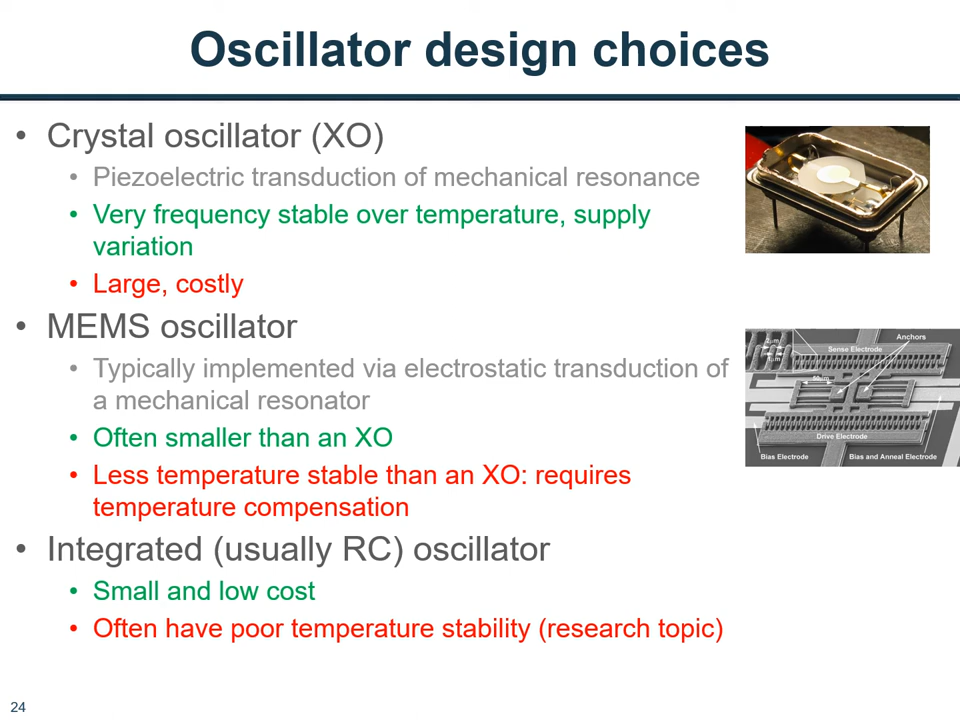 Oscillator design choices
• Crystal oscillator (XO)
• Piezoelectric transduction of mechanical resonance
• Very frequency stable over temperature, supply
variation
• Large, costly
• MEMS oscillator
• Typically implemented via electrostatic transduction of
a mechanical resonator
• Often smaller than an XO
• Less temperature stable than an XO: requires
temperature compensation
• Integrated (usually RC) oscillator
• Small and low cost
• Often have poor temperature stability (research topic)
2µm
Anchors
Sense Electrode
Drive Electrode
Bias Electrode
Bias and Anneal Electrode
24